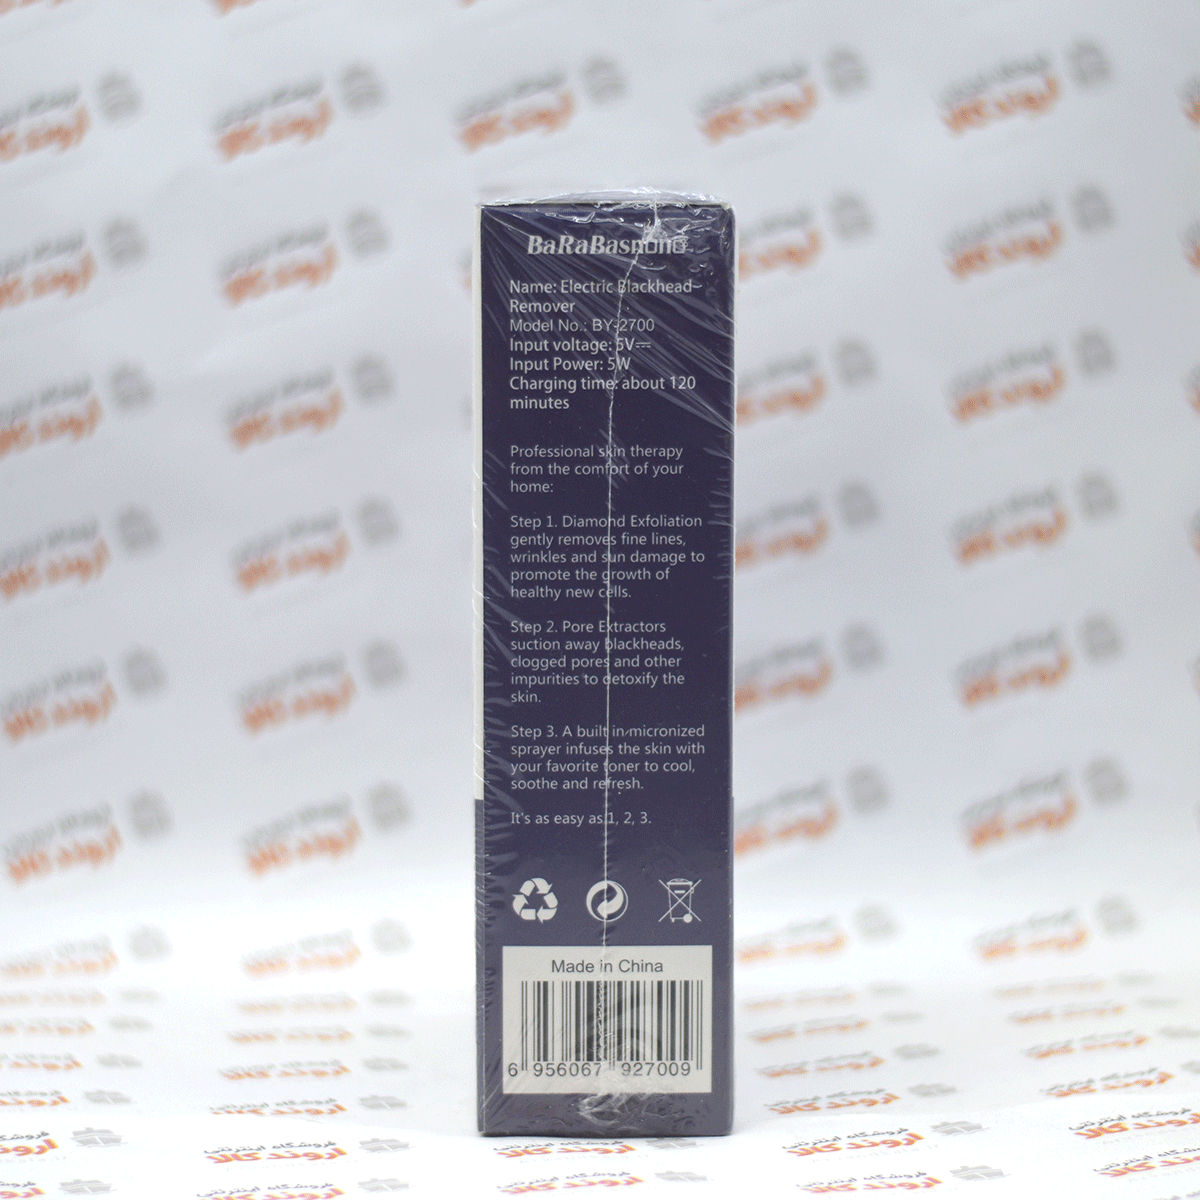 BaRaBasnono
Name: Electric Blackhead
Remover
Model No.: BY-2700
Input voltage: 5V⎓
Input Power: 5W
Charging time: about 120
minutes
Professional skin therapy
from the comfort of your
home:
Step 1. Diamond Exfoliation
gently removes fine lines,
wrinkles and sun damage to
promote the growth of
healthy new cells.
Step 2. Pore Extractors
suction away blackheads,
clogged pores and other
impurities to detoxify the
skin.
Step 3. A built in-micronized
sprayer infuses the skin with
your favorite toner to cool,
soothe and refresh.
It's as easy as 1, 2, 3.
Made in China
6 956067 927009
فروشگاه اینترنتی